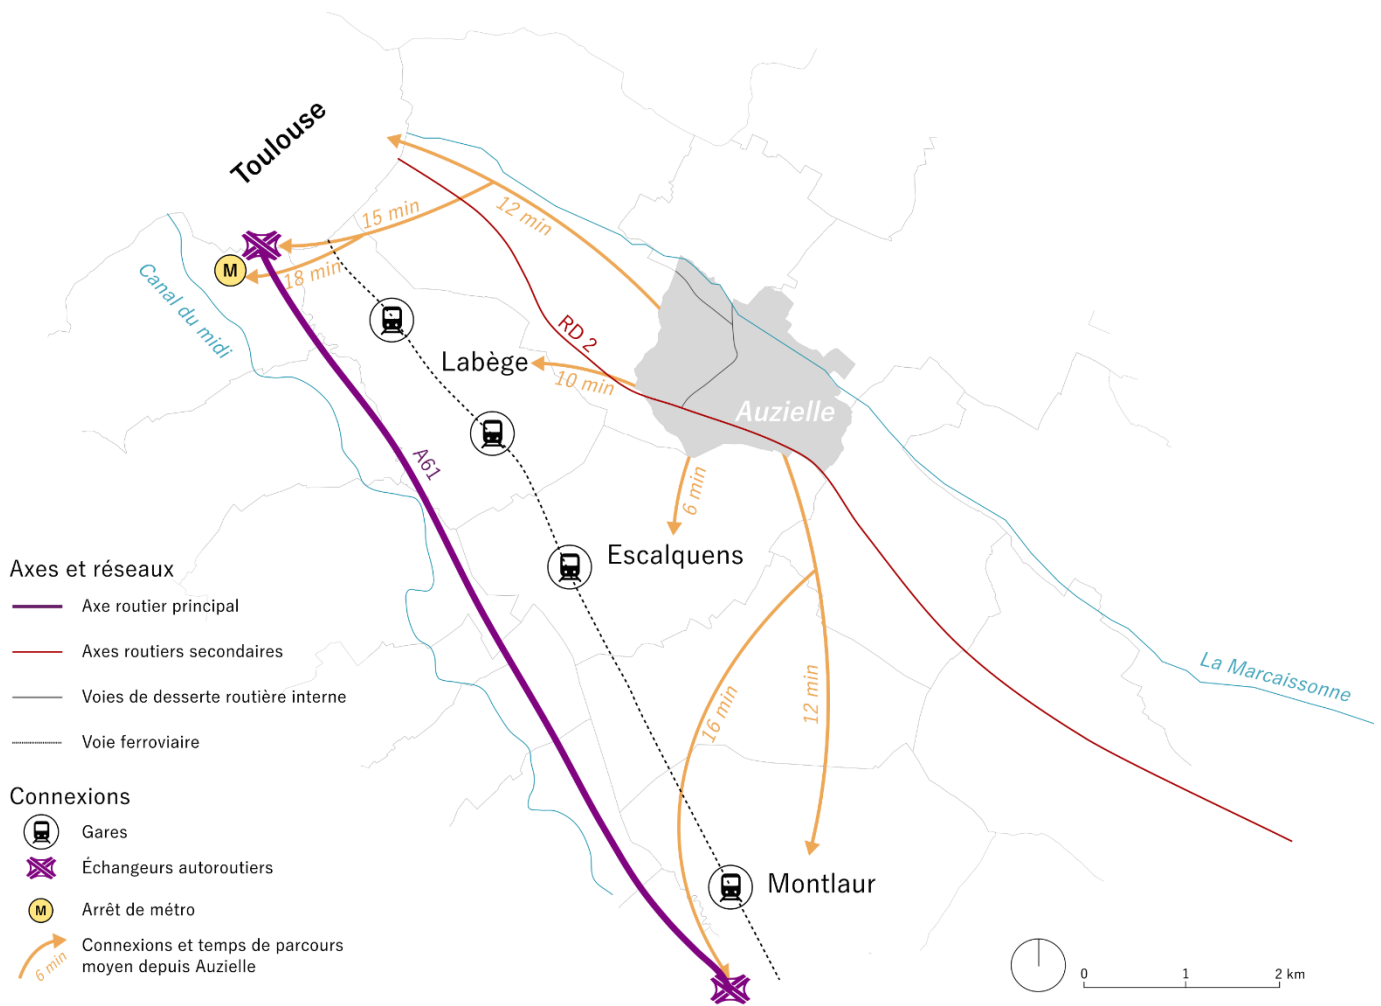 Toulouse
15 min
12 min
18 min
M
Canal du midi
RD 2
Labège
10 min
Auzielle
A61
6 min
Escalquens
16 min
12 min
La Marcaissonne
Montlaur
Axes et réseaux
Axe routier principal
Axes routiers secondaires
Voies de desserte routière interne
Voie ferroviaire
Connexions
Gares
Échangeurs autoroutiers
M
Arrêt de métro
6 min
Connexions et temps de parcours
moyen depuis Auzielle
0 1 2 km